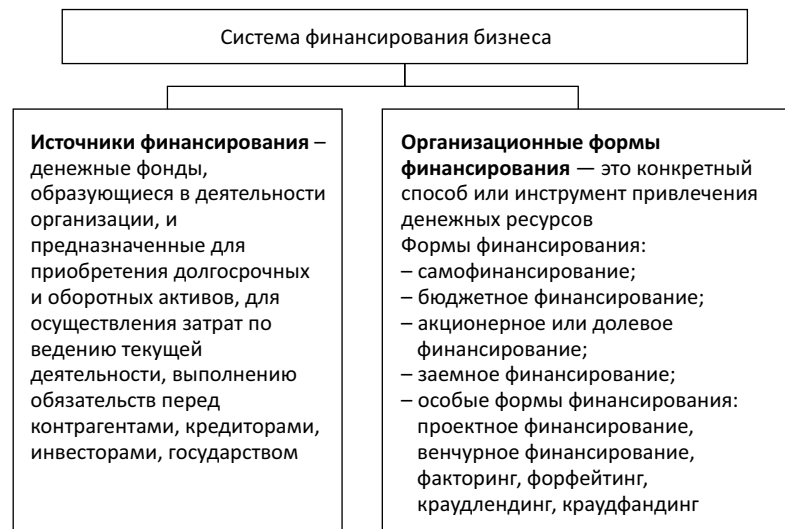 Система финансирования бизнеса
Источники финансирования –
денежные фонды,
образующиеся в деятельности
организации, и
предназначенные для
приобретения долгосрочных
и оборотных активов, для
осуществления затрат по
ведению текущей
деятельности, выполнению
обязательств перед
контрагентами, кредиторами,
инвесторами, государством
Организационные формы
финансирования — это конкретный
способ или инструмент привлечения
денежных ресурсов
Формы финансирования:
– самофинансирование;
– бюджетное финансирование;
– акционерное или долевое
финансирование;
– заемное финансирование;
– особые формы финансирования:
проектное финансирование,
венчурное финансирование,
факторинг, форфейтинг,
краудлендинг, краудфандинг